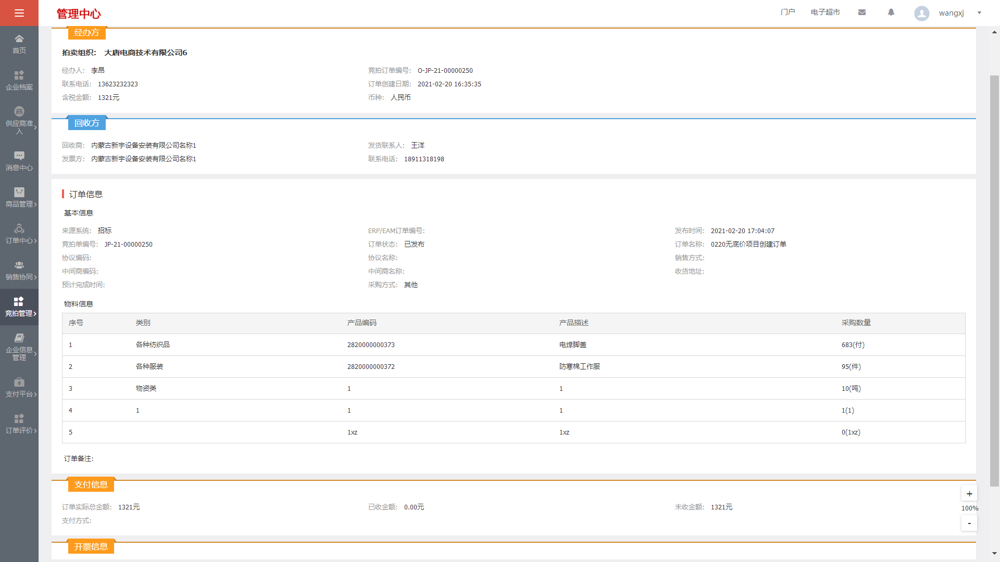 管理中心
门户 电子超市 wangxj
首页
企业档案
商
供应商准
入
消息中心
商品管理
订单中心
销售协同
竞拍管理
企业信息
管理
支付平台
订单评价
经办方
拍卖组织: 大唐电商技术有限公司6
经办人: 李昂 竞拍订单编号: O-JP-21-00000250
联系电话: 13623232323 订单创建日期: 2021-02-20 16:35:35
含税金额: 1321元 币种: 人民币
回收方
回收商: 内蒙古新宇设备安装有限公司名称1 发货联系人: 王洋
发票方: 内蒙古新宇设备安装有限公司名称1 联系电话: 18911318198
订单信息
基本信息
来源系统: 招标 ERP/EAM订单编号: 发布时间: 2021-02-20 17:04:07
竞拍单编号: JP-21-00000250 订单状态: 已发布 订单名称: 0220无底价项目创建订单
协议编码: 协议名称: 销售方式:
中间商编码: 中间商名称: 收货地址:
预计完成时间: 采购方式: 其他
物料信息
序号 类别 产品编码 产品描述 采购数量
1 各种纺织品 2820000000373 电焊脚盖 683(付)
2 各种服装 2820000000372 防寒棉工作服 95(件)
3 物资类 1 1 10(吨)
4 1 1 1 1(1)
5 1xz 1xz 0(1xz)
订单备注:
支付信息
订单实际总金额: 1321元 已收金额: 0.00元 未收金额: 1321元
支付方式:
+
100%
-
开票信息